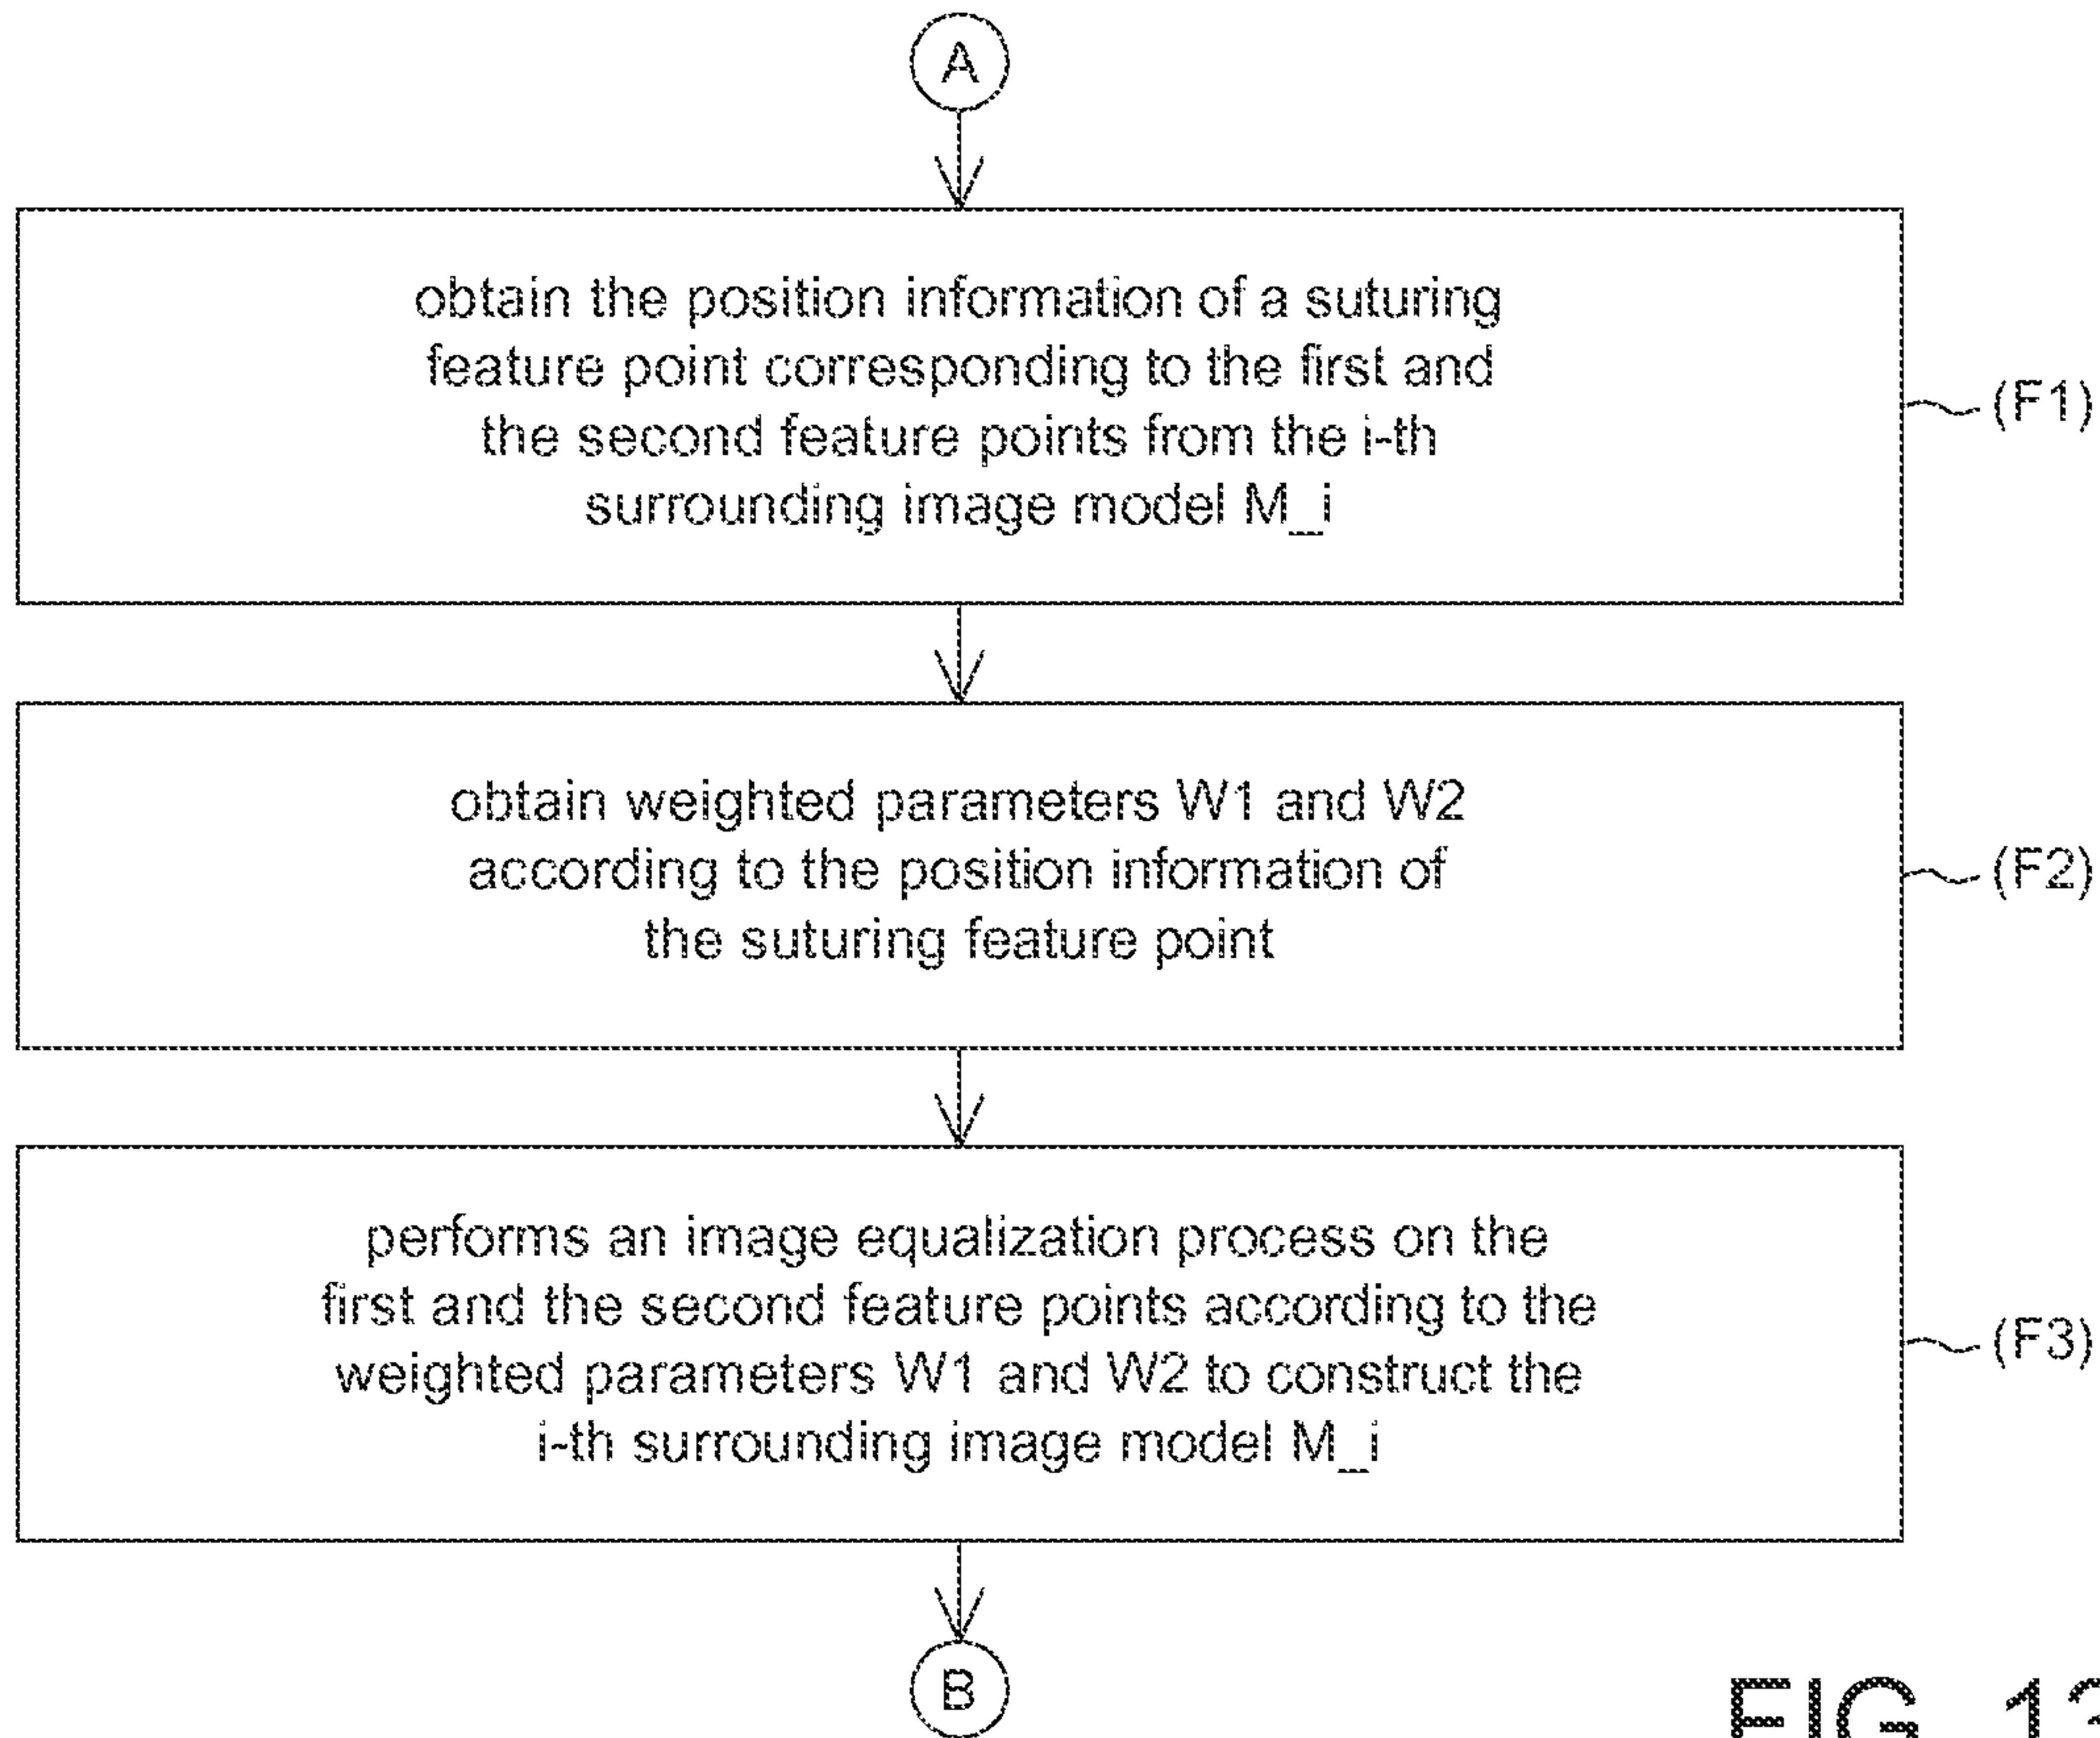 A
obtain the position information of a suturing
feature point corresponding to the first and
the second feature points from the i-th
surrounding image model M_i
(F1)
obtain weighted parameters W1 and W2
according to the position information of
the suturing feature point
(F2)
performs an image equalization process on the
first and the second feature points according to the
weighted parameters W1 and W2 to construct the
i-th surrounding image model M_i
(F3)
B
FIG.